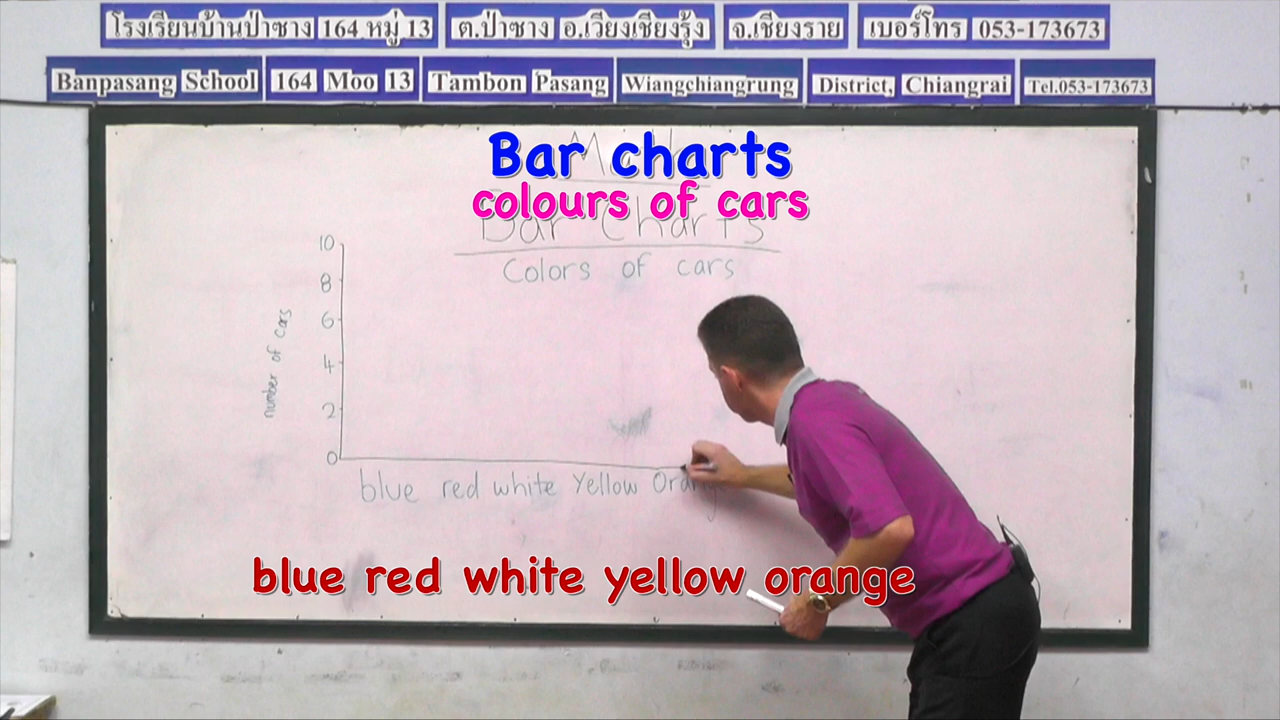 โรงเรียนบ้านป่าซาง 164 หมู่ 13 ต.ป่าซาง อ.เวียงเชียงรุ้ง จ.เชียงราย เบอร์โทร 053-173673
Banpasang School 164 Moo 13 Tambon Pasang Wiangchiangrung District, Chiangrai Tel.053-173673
Bar charts
colours of cars
Bar Charts
Colors of cars
10
8
6
4
2
0
number of cars
blue red white Yellow Orang
blue red white yellow orange